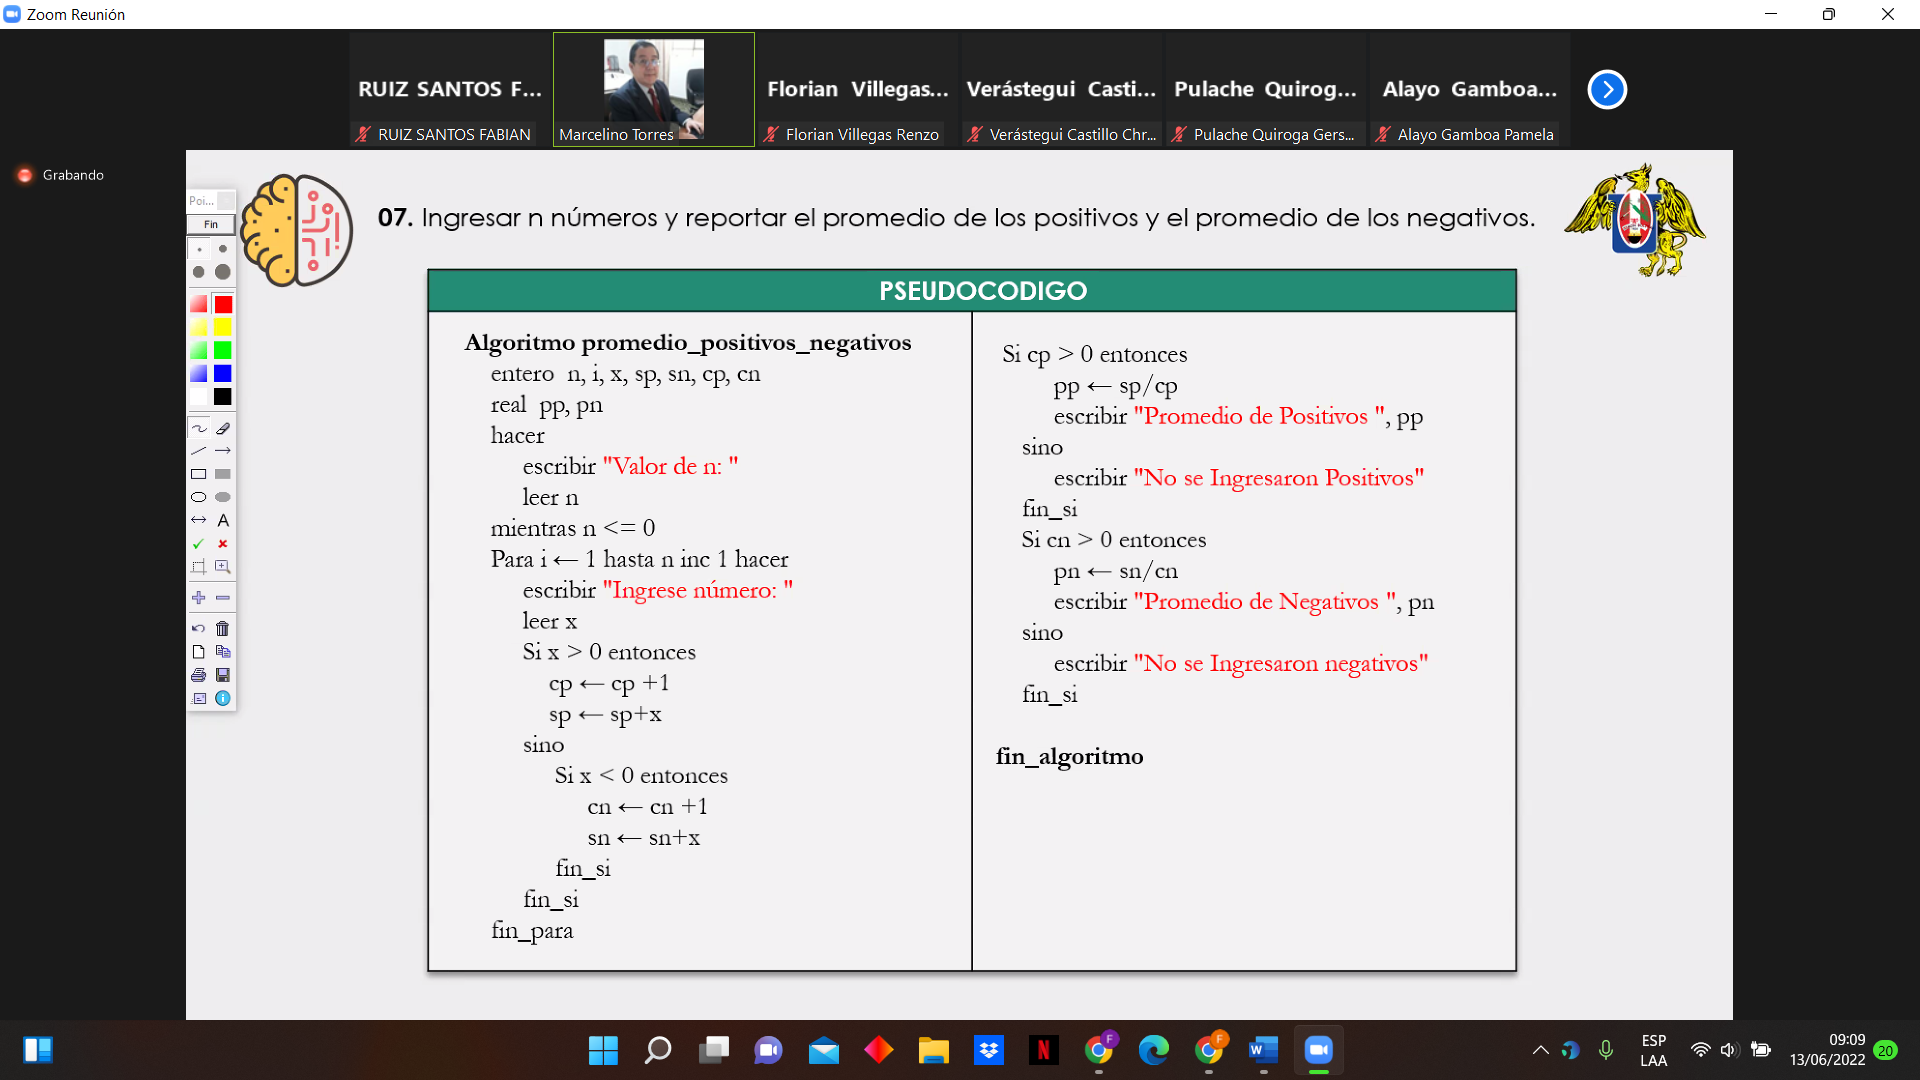 Zoom Reunión
RUIZ SANTOS F...
Florian Villegas...
Verástegui Casti...
Pulache Quirog...
Alayo Gamboa...
RUIZ SANTOS FABIAN
Marcelino Torres
Florian Villegas Renzo
Verástegui Castillo Chr...
Pulache Quiroga Gers...
Alayo Gamboa Pamela
Grabando
Poi...
Fin
A
07. Ingresar n números y reportar el promedio de los positivos y el promedio de los negativos.
PSEUDOCODIGO
Algoritmo promedio_positivos_negativos
entero n, i, x, sp, sn, cp, cn
real pp, pn
hacer
escribir "Valor de n: "
leer n
mientras n <= 0
Para i ← 1 hasta n inc 1 hacer
escribir "Ingrese número: "
leer x
Si x > 0 entonces
cp ← cp +1
sp ← sp+x
sino
Si x < 0 entonces
cn ← cn +1
sn ← sn+x
fin_si
fin_si
fin_para
Si cp > 0 entonces
pp ← sp/cp
escribir "Promedio de Positivos ", pp
sino
escribir "No se Ingresaron Positivos"
fin_si
Si cn > 0 entonces
pn ← sn/cn
escribir "Promedio de Negativos ", pn
sino
escribir "No se Ingresaron negativos"
fin_si
fin_algoritmo
N
F
F
W
ESP
LAA
09:09
13/06/2022
20